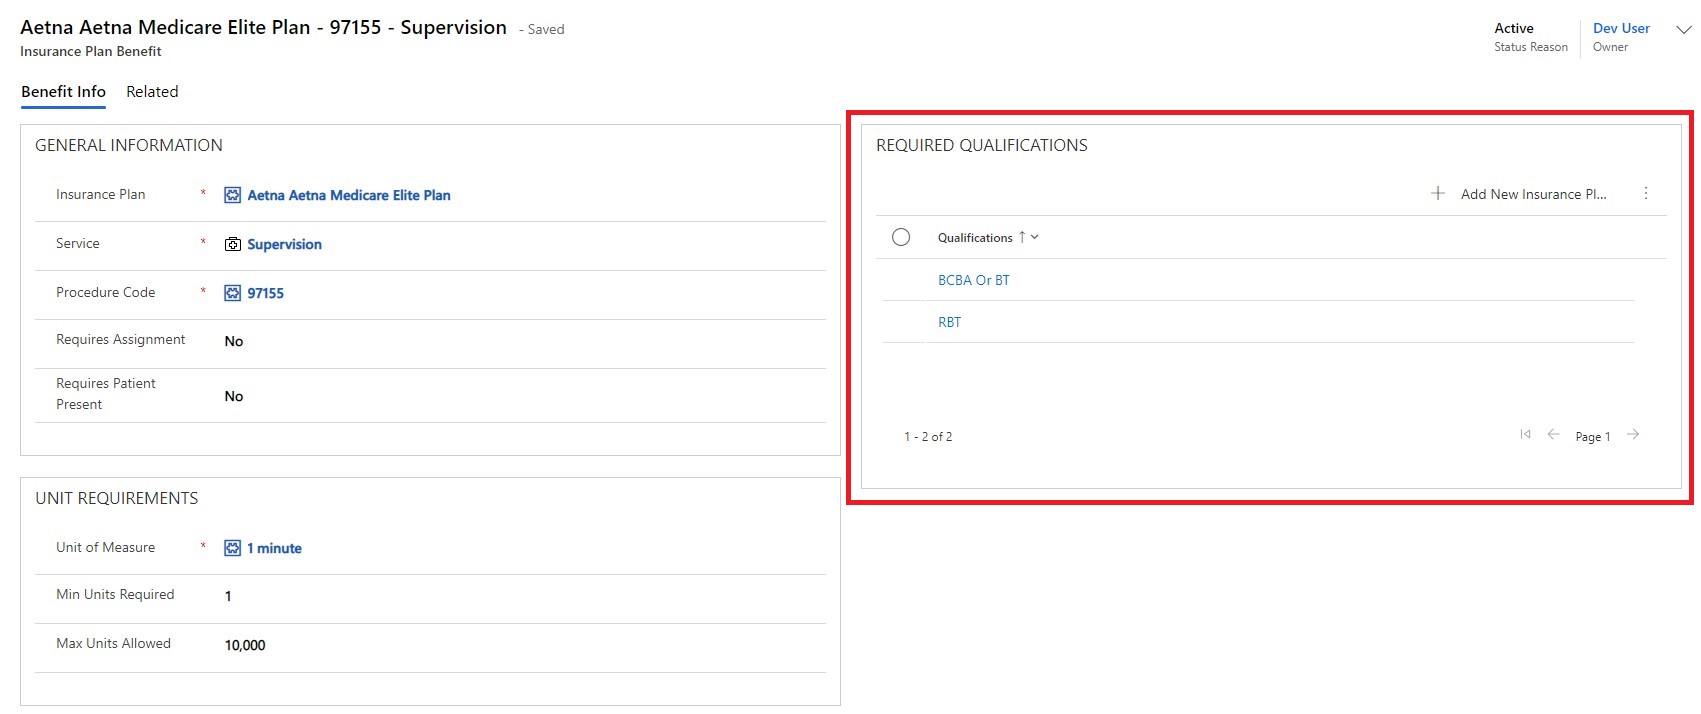 Aetna Aetna Medicare Elite Plan - 97155 - Supervision - Saved
Insurance Plan Benefit
Active
Status Reason
Dev User
Owner
Benefit Info Related
GENERAL INFORMATION
Insurance Plan * Aetna Aetna Medicare Elite Plan
Service * Supervision
Procedure Code * 97155
Requires Assignment No
Requires Patient
Present
No
UNIT REQUIREMENTS
Unit of Measure * 1 minute
Min Units Required 1
Max Units Allowed 10,000
REQUIRED QUALIFICATIONS
Add New Insurance Pl...
Qualifications
BCBA Or BT
RBT
1 - 2 of 2
Page 1